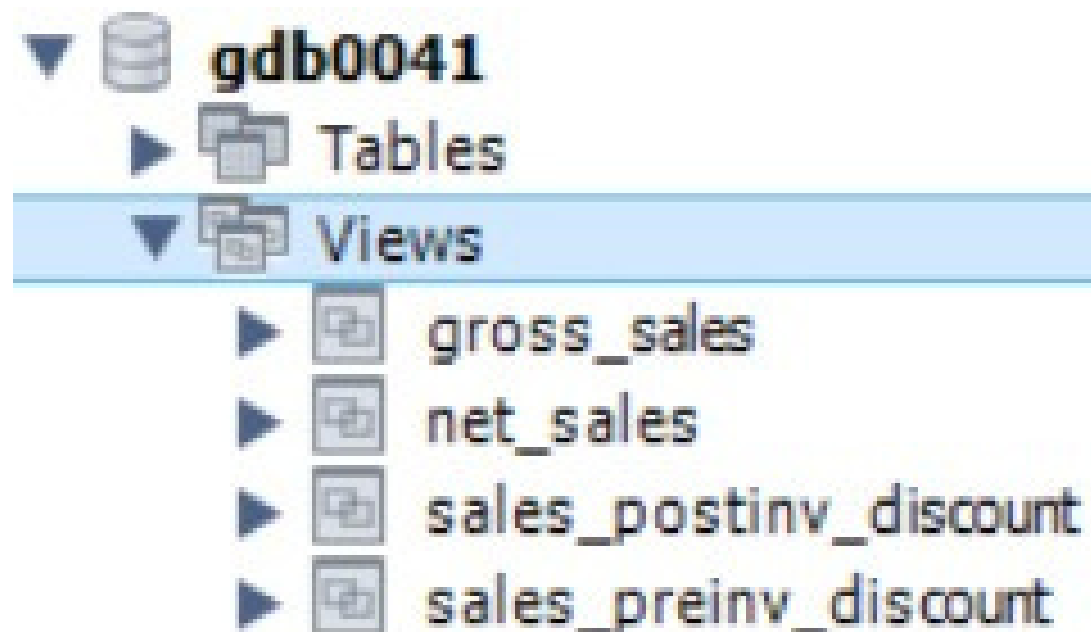 gdb0041
Tables
Views
gross_sales
net_sales
sales_postinv_discount
sales_preinv_discount